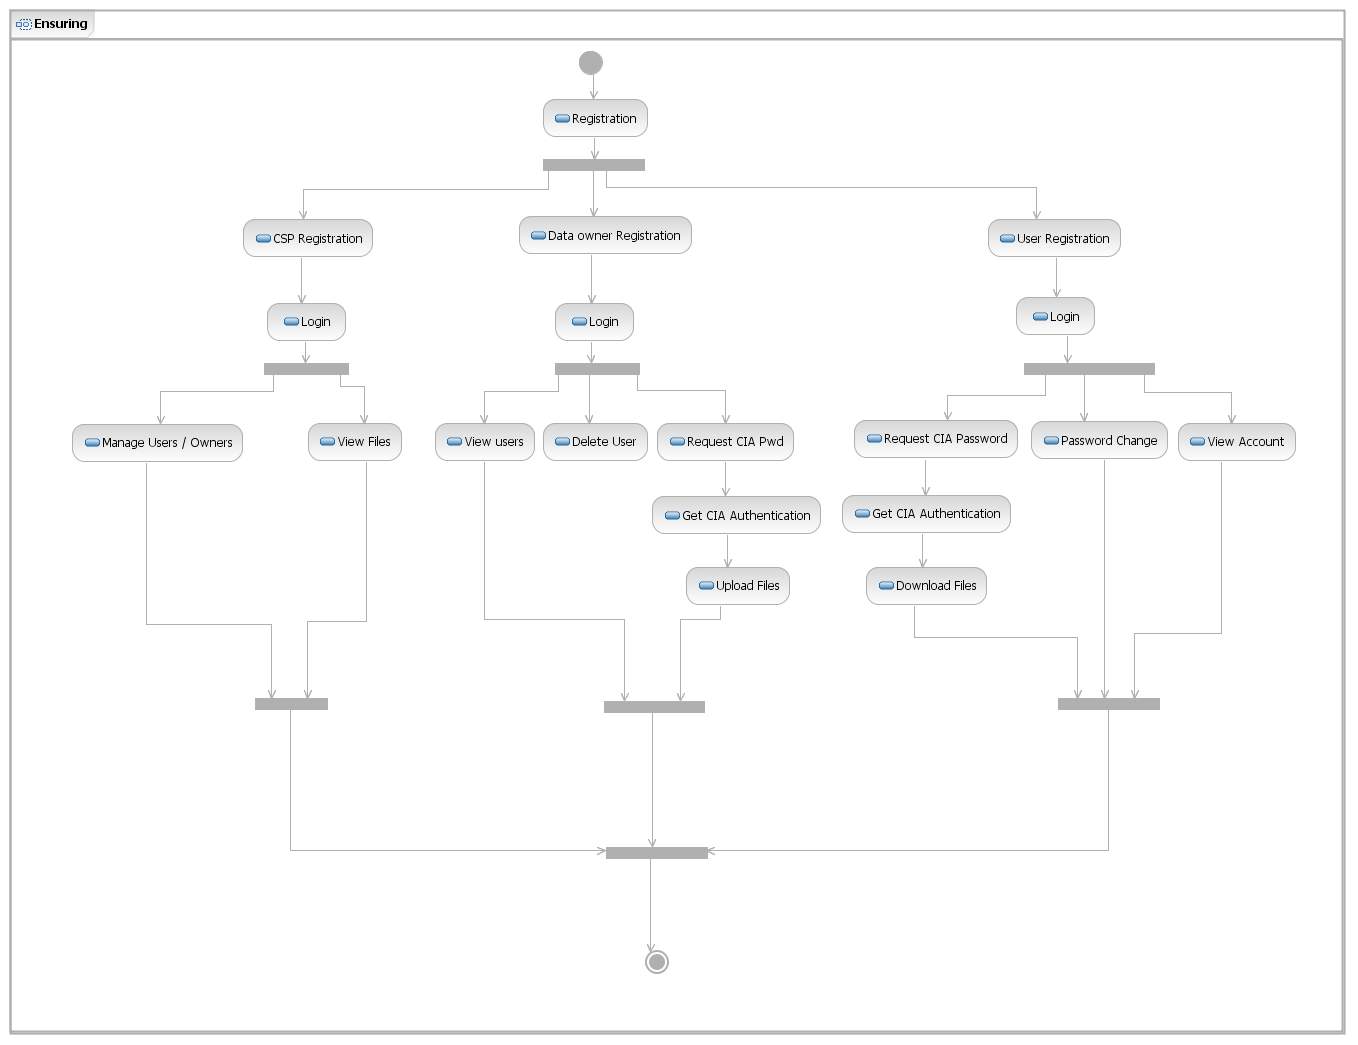 Ensuring
Registration
CSP Registration
Data owner Registration
User Registration
Login
Login
Login
Manage Users / Owners
View Files
View users
Delete User
Request CIA Pwd
Request CIA Password
Password Change
View Account
Get CIA Authentication
Get CIA Authentication
Upload Files
Download Files